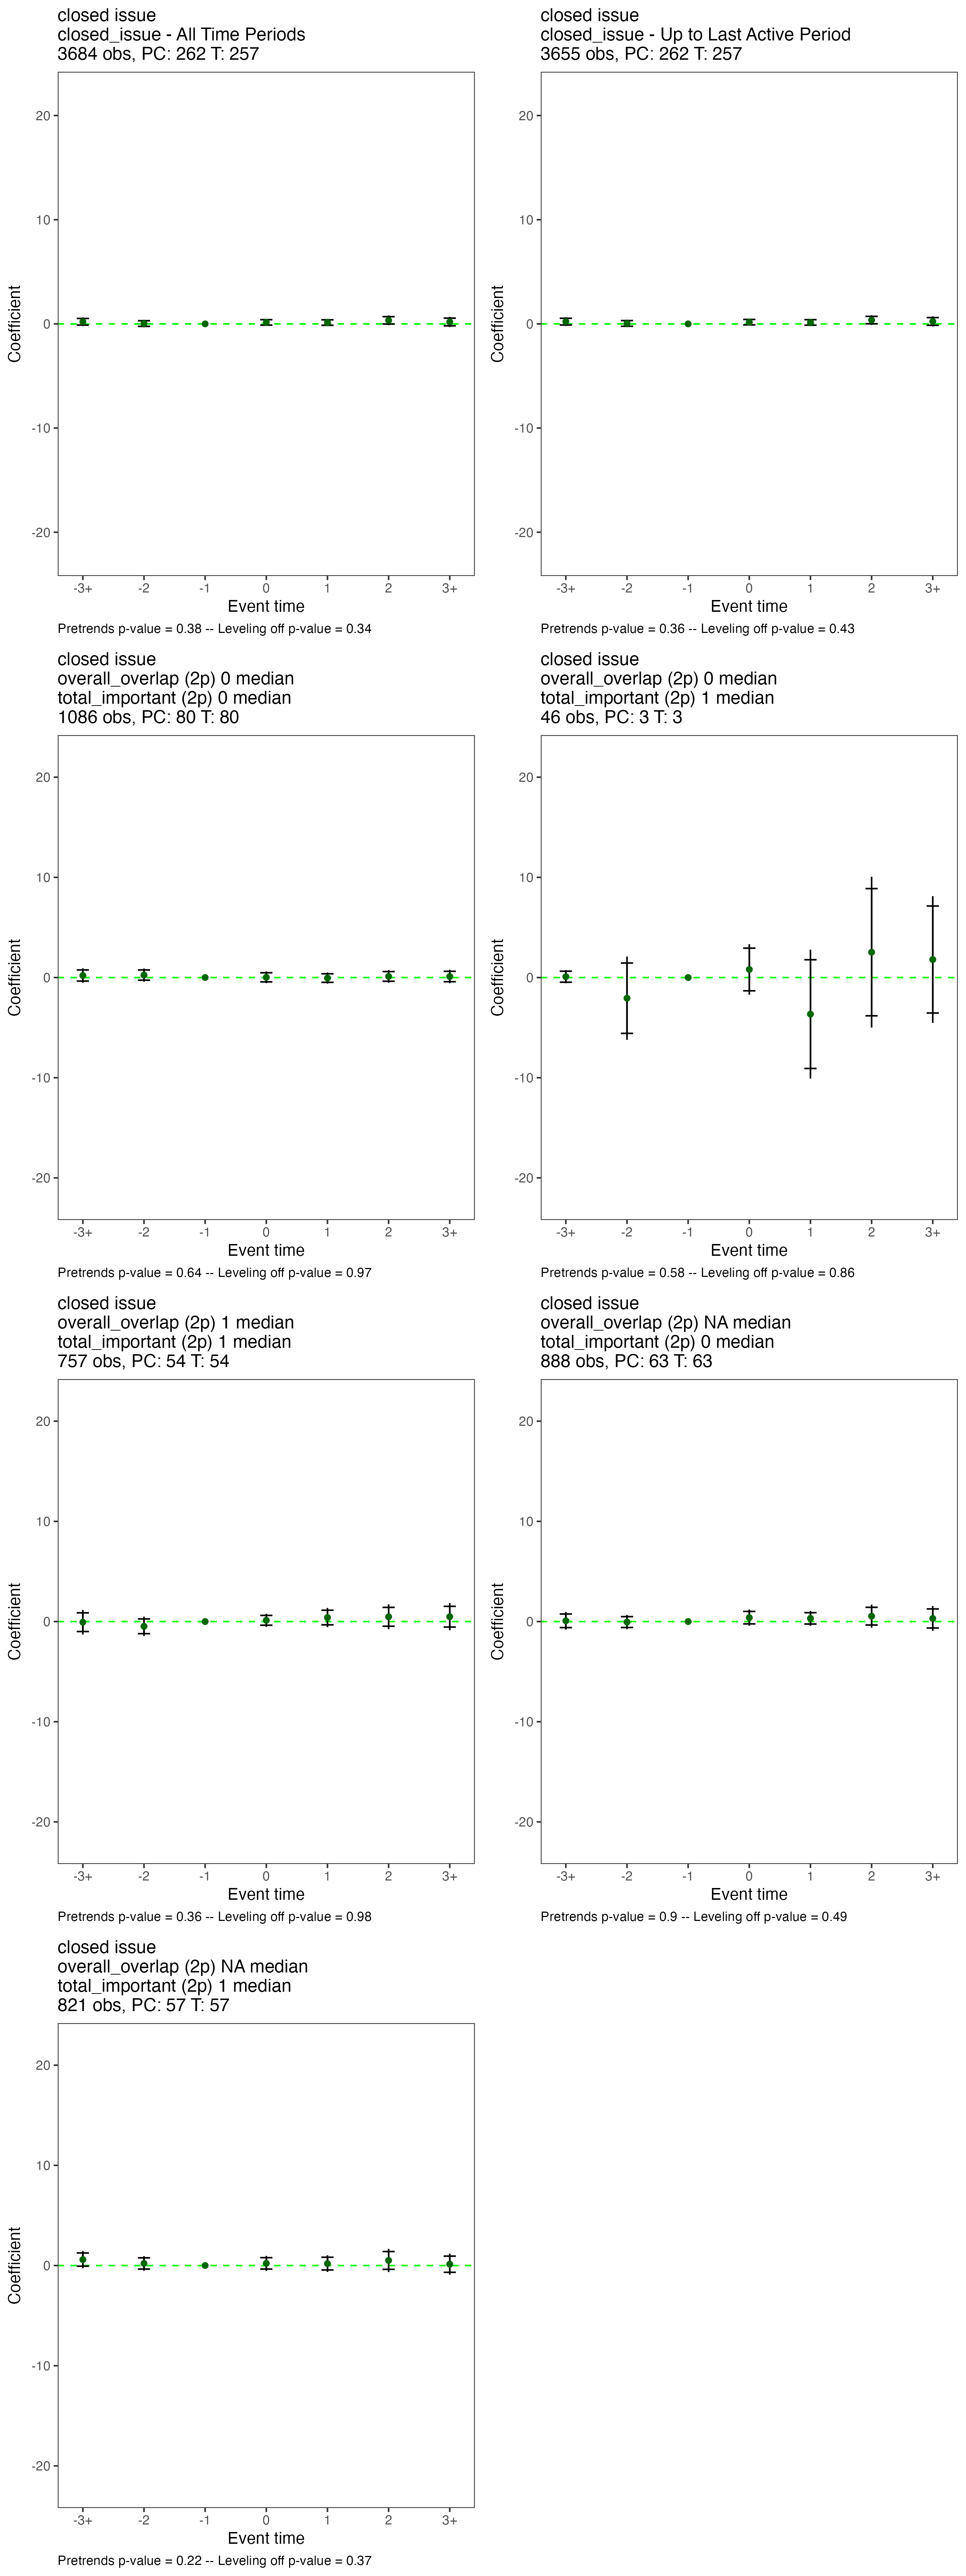 closed issue
closed_issue - All Time Periods
3684 obs, PC: 262 T: 257
20
10
0
-10
-20
Coefficient
-3+ -2 -1 0 1 2 3+
Event time
Pretrends p-value = 0.38 -- Leveling off p-value = 0.34
closed issue
closed_issue - Up to Last Active Period
3655 obs, PC: 262 T: 257
20
10
0
-10
-20
Coefficient
-3+ -2 -1 0 1 2 3+
Event time
Pretrends p-value = 0.36 -- Leveling off p-value = 0.43
closed issue
overall_overlap (2p) 0 median
total_important (2p) 0 median
1086 obs, PC: 80 T: 80
20
10
0
-10
-20
Coefficient
-3+ -2 -1 0 1 2 3+
Event time
Pretrends p-value = 0.64 -- Leveling off p-value = 0.97
closed issue
overall_overlap (2p) 0 median
total_important (2p) 1 median
46 obs, PC: 3 T: 3
20
10
0
-10
-20
Coefficient
-3+ -2 -1 0 1 2 3+
Event time
Pretrends p-value = 0.58 -- Leveling off p-value = 0.86
closed issue
overall_overlap (2p) 1 median
total_important (2p) 1 median
757 obs, PC: 54 T: 54
20
10
0
-10
-20
Coefficient
-3+ -2 -1 0 1 2 3+
Event time
Pretrends p-value = 0.36 -- Leveling off p-value = 0.98
closed issue
overall_overlap (2p) NA median
total_important (2p) 0 median
888 obs, PC: 63 T: 63
20
10
0
-10
-20
Coefficient
-3+ -2 -1 0 1 2 3+
Event time
Pretrends p-value = 0.9 -- Leveling off p-value = 0.49
closed issue
overall_overlap (2p) NA median
total_important (2p) 1 median
821 obs, PC: 57 T: 57
20
10
0
-10
-20
Coefficient
-3+ -2 -1 0 1 2 3+
Event time
Pretrends p-value = 0.22 -- Leveling off p-value = 0.37